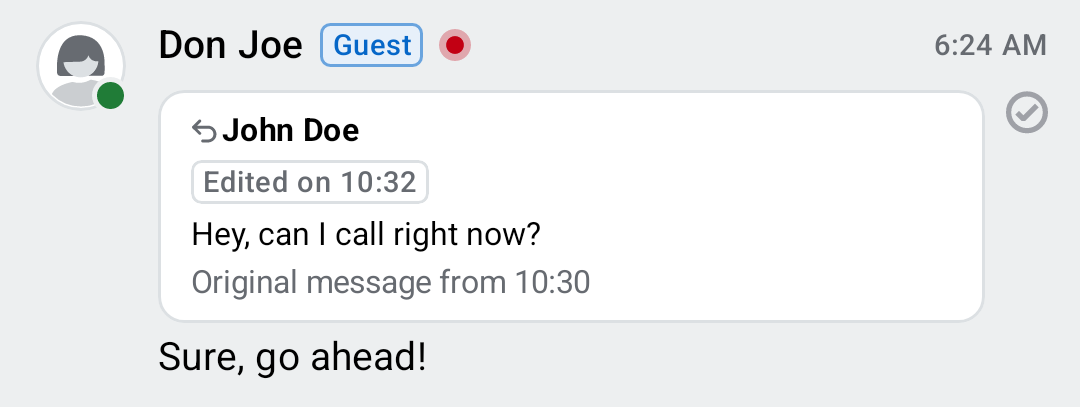 Don Joe Guest 6:24 AM
John Doe
Edited on 10:32
Hey, can I call right now?
Original message from 10:30
Sure, go ahead!